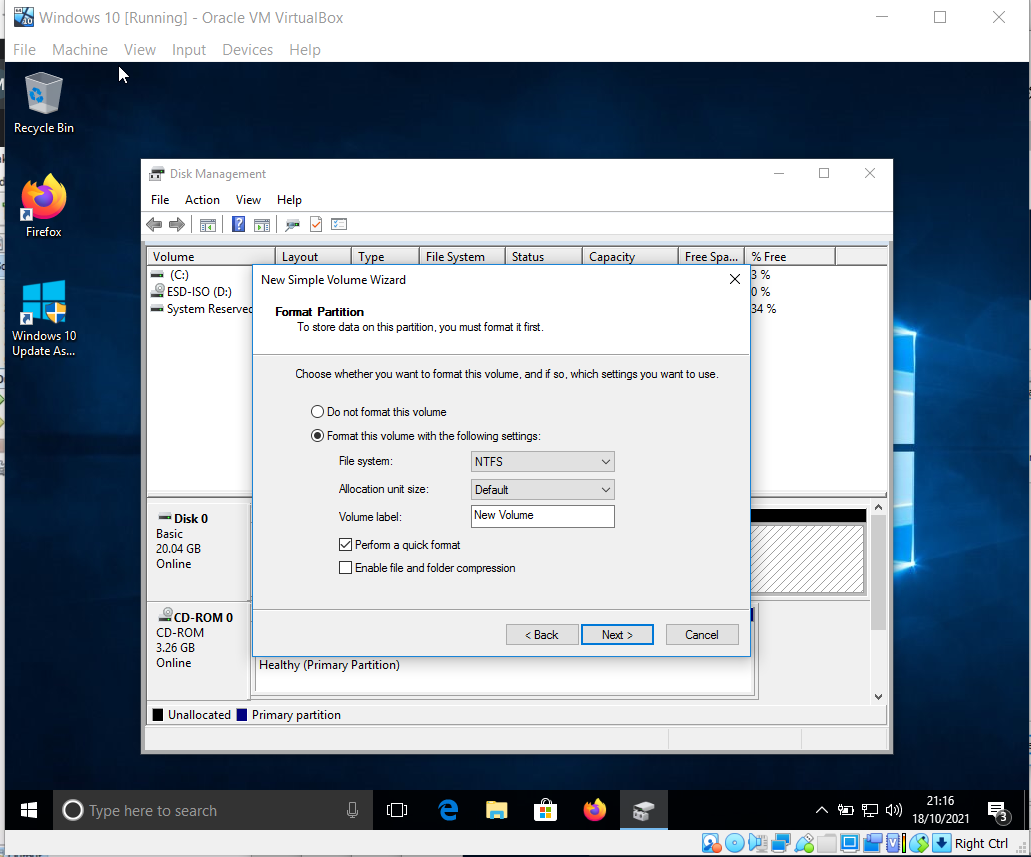 Windows 10 [Running] - Oracle VM VirtualBox
File Machine View Input Devices Help
Recycle Bin
Firefox
Windows 10
Update As...
Disk Management
File Action View Help
Volume Layout Type File System Status Capacity Free Spa... % Free
(C:) 3 %
ESD-ISO (D:) 0 %
System Reserved 34 %
New Simple Volume Wizard
Format Partition
To store data on this partition, you must format it first.
Choose whether you want to format this volume, and if so, which settings you want to use.
Do not format this volume
Format this volume with the following settings:
File system: NTFS
Allocation unit size: Default
Volume label: New Volume
Perform a quick format
Enable file and folder compression
< Back Next > Cancel
Disk 0
Basic
20.04 GB
Online
CD-ROM 0
CD-ROM
3.26 GB
Online
Healthy (Primary Partition)
Unallocated Primary partition
Type here to search
21:16
18/10/2021
3
Right Ctrl